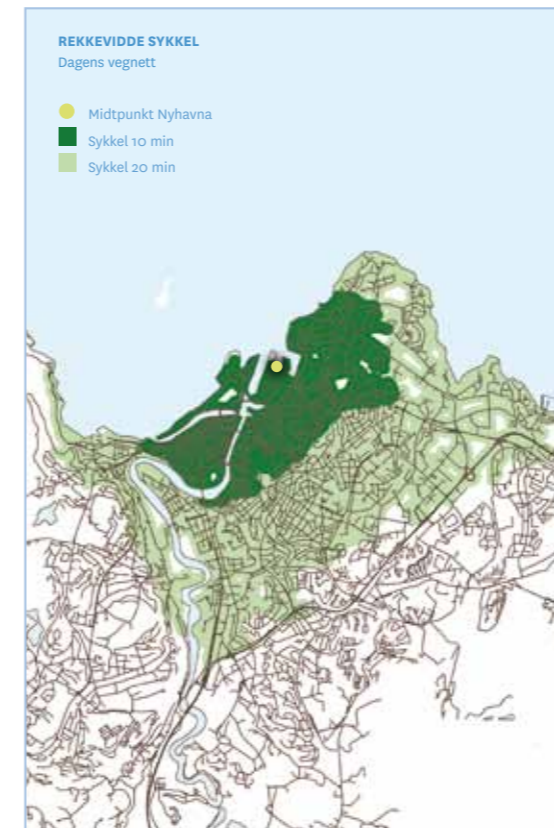 REKKEVIDDE SYKKEL
Dagens vegnett
Midtpunkt Nyhavna
Sykkel 10 min
Sykkel 20 min